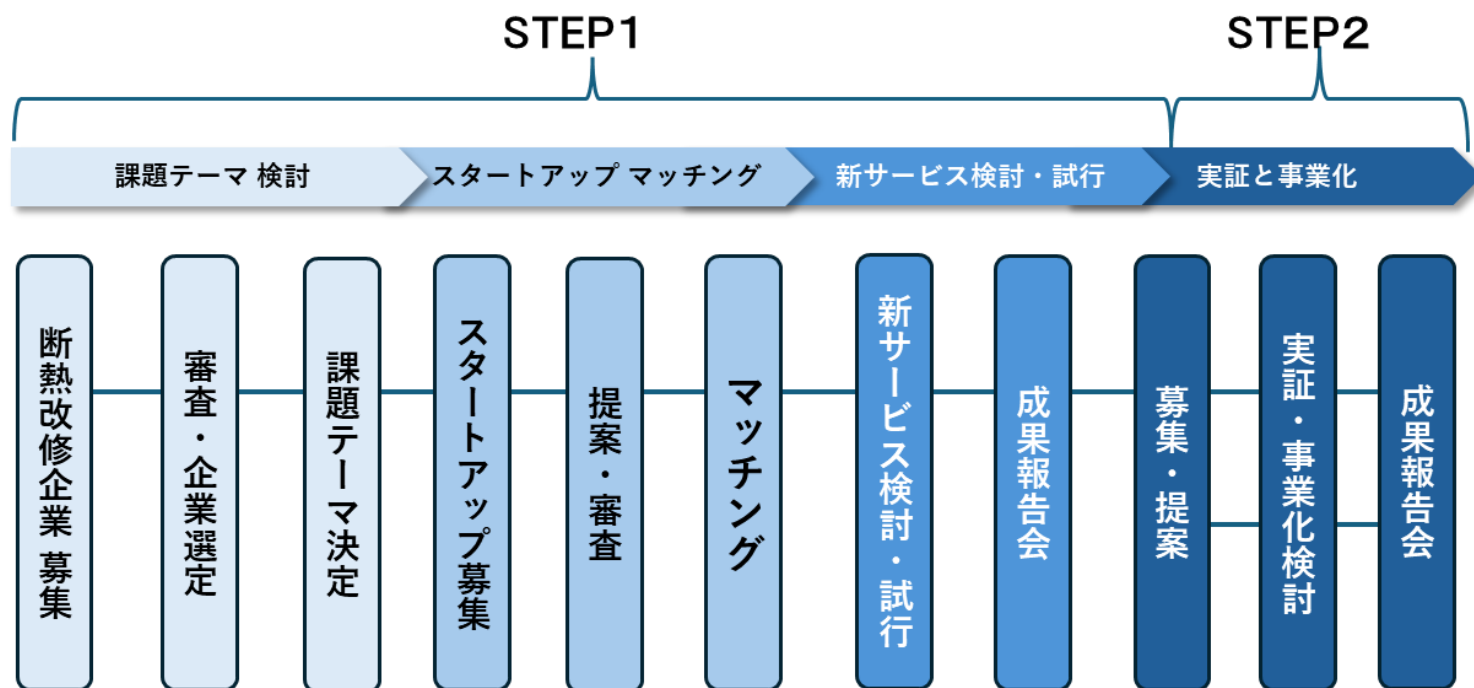 STEP1
STEP2
課題テーマ 検討
スタートアップ マッチング
新サービス検討・試行
実証と事業化
断熱改修企業 募集
審査・企業選定
課題テーマ決定
スタートアップ募集
提案・審査
マッチング
新サービス検討・試行
成果報告会
募集・提案
実証・事業化検討
成果報告会